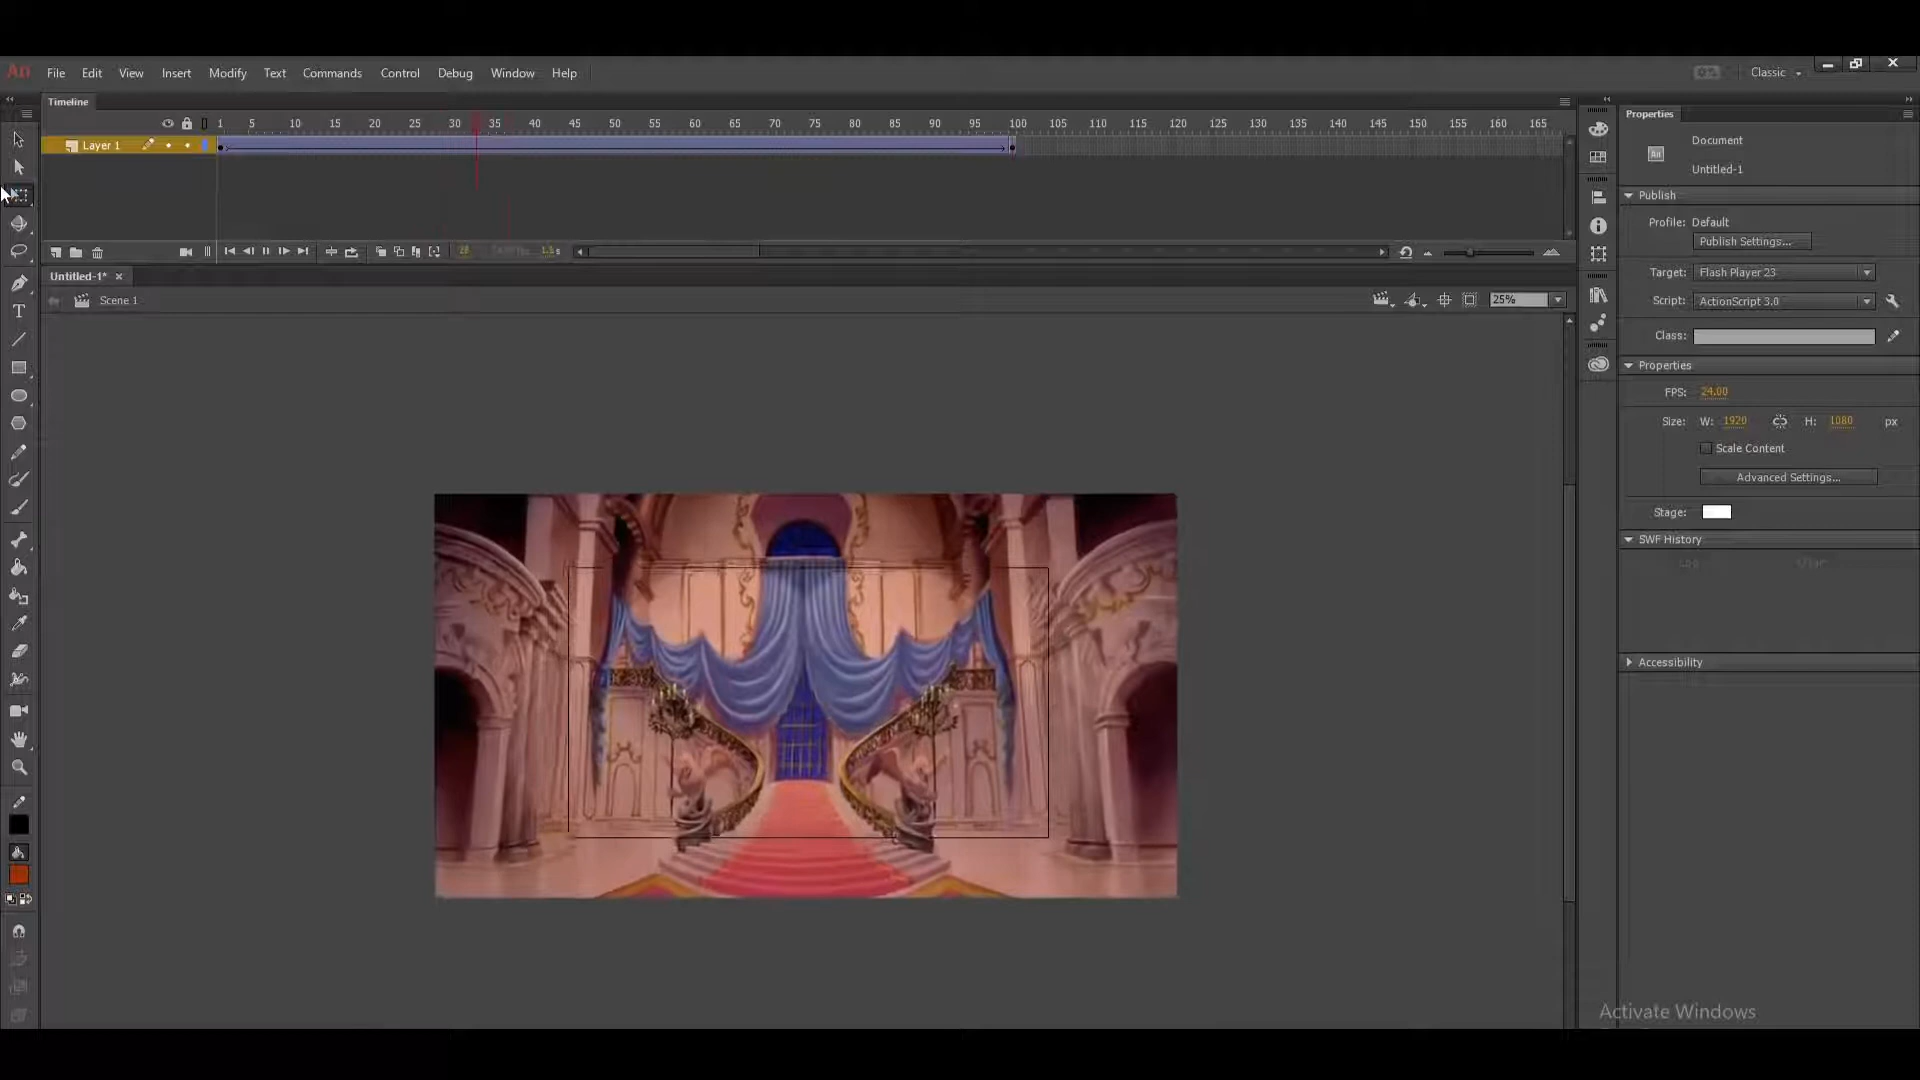 An File Edit View Insert Modify Text Commands Control Debug Window Help Classic
Timeline
1 5 10 15 20 25 30 35 40 45 50 55 60 65 70 75 80 85 90 95 100 105 110 115 120 125 130 135 140 145 150 155 160 165
Layer 1
Untitled-1*
Scene 1
25%
Properties
Document
An
Untitled-1
Publish
Profile: Default
Publish Settings...
Target: Flash Player 23
Script: ActionScript 3.0
Class:
Properties
FPS: 24.00
Size: W: 1920 H: 1080 px
Scale Content
Advanced Settings...
Stage:
SWF History
Accessibility
Activate Windows